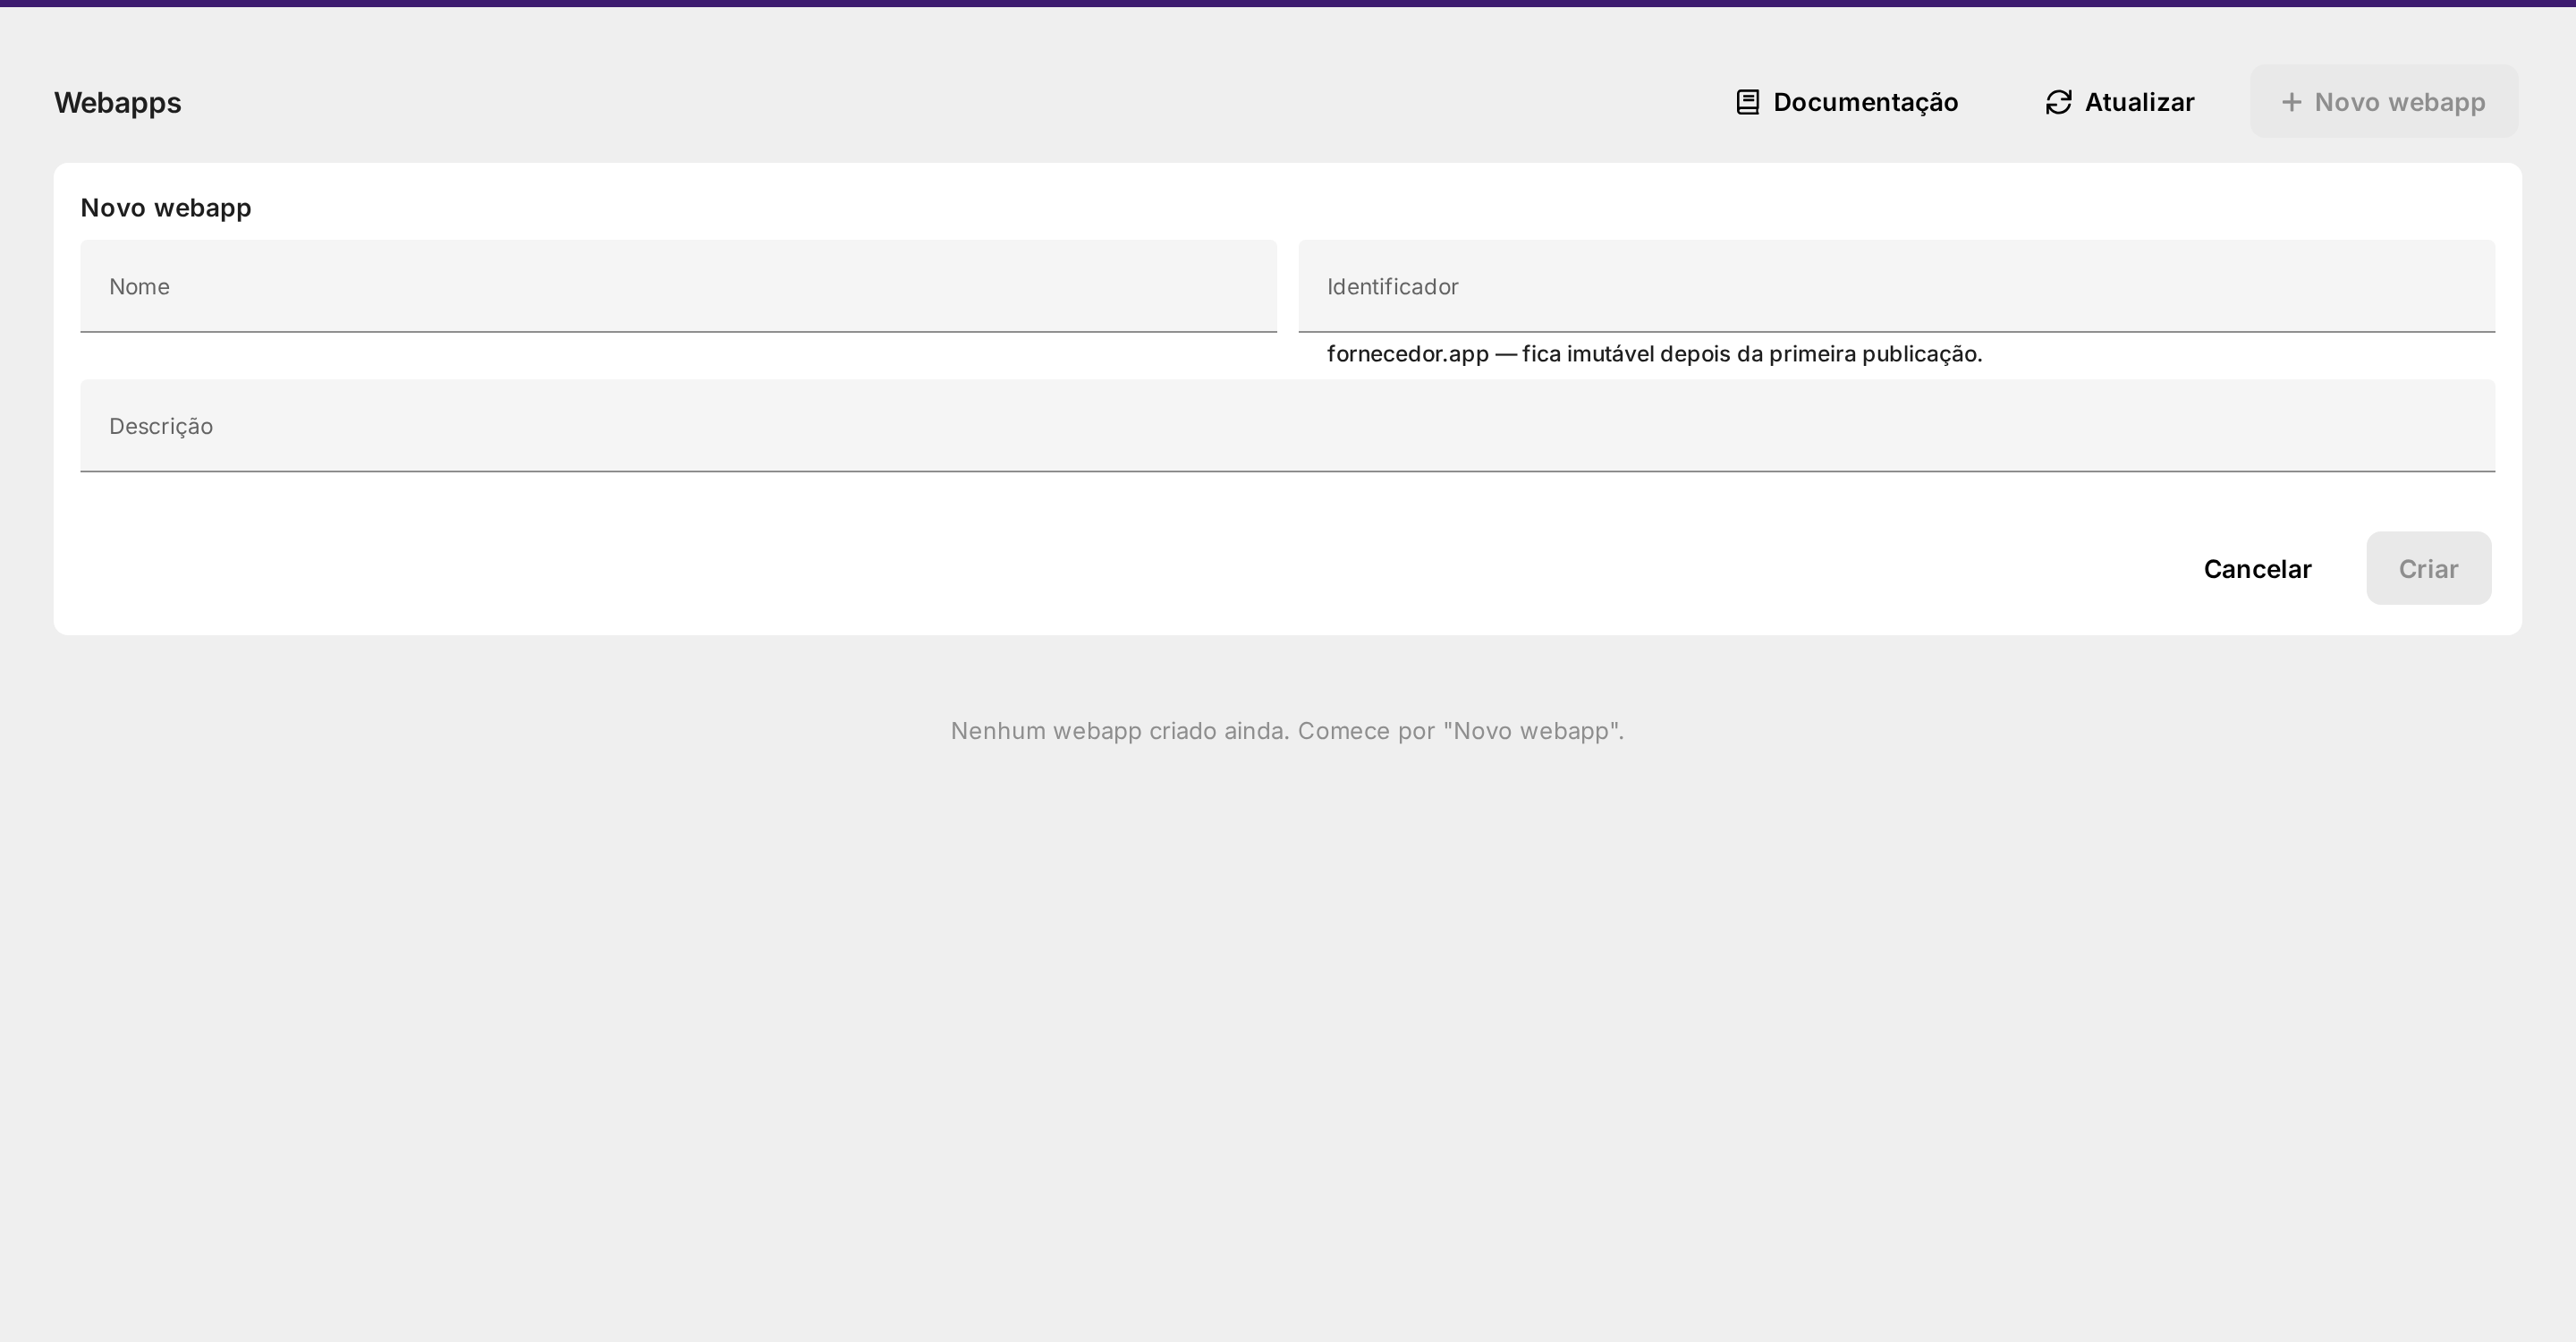 Webapps
Documentação
Atualizar
Novo webapp
Novo webapp
Nome
Identificador
fornecedor.app — fica imutável depois da primeira publicação.
Descrição
Cancelar
Criar
Nenhum webapp criado ainda. Comece por "Novo webapp".